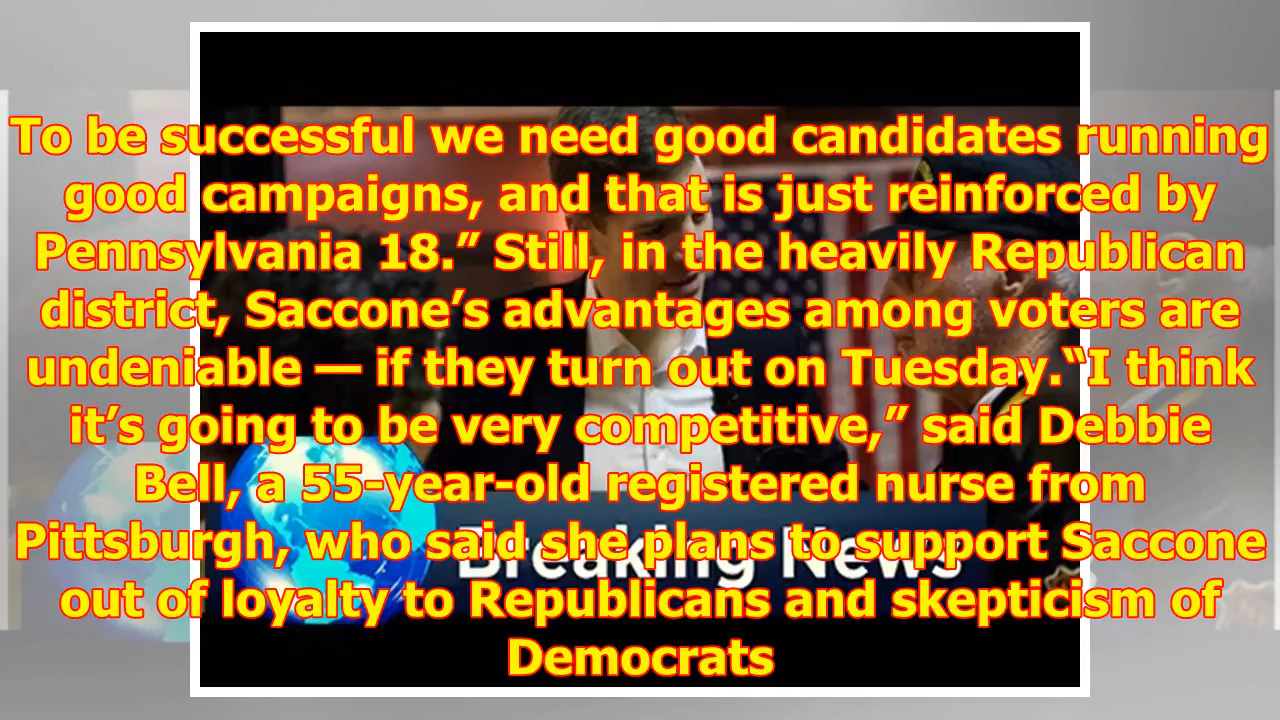 To be successful we need good candidates running
good campaigns, and that is just reinforced by
Pennsylvania 18.” Still, in the heavily Republican
district, Saccone’s advantages among voters are
undeniable — if they turn out on Tuesday.“I think
it’s going to be very competitive,” said Debbie
Bell, a 55-year-old registered nurse from
Pittsburgh, who said she plans to support Saccone
out of loyalty to Republicans and skepticism of
Democrats
Breaking News